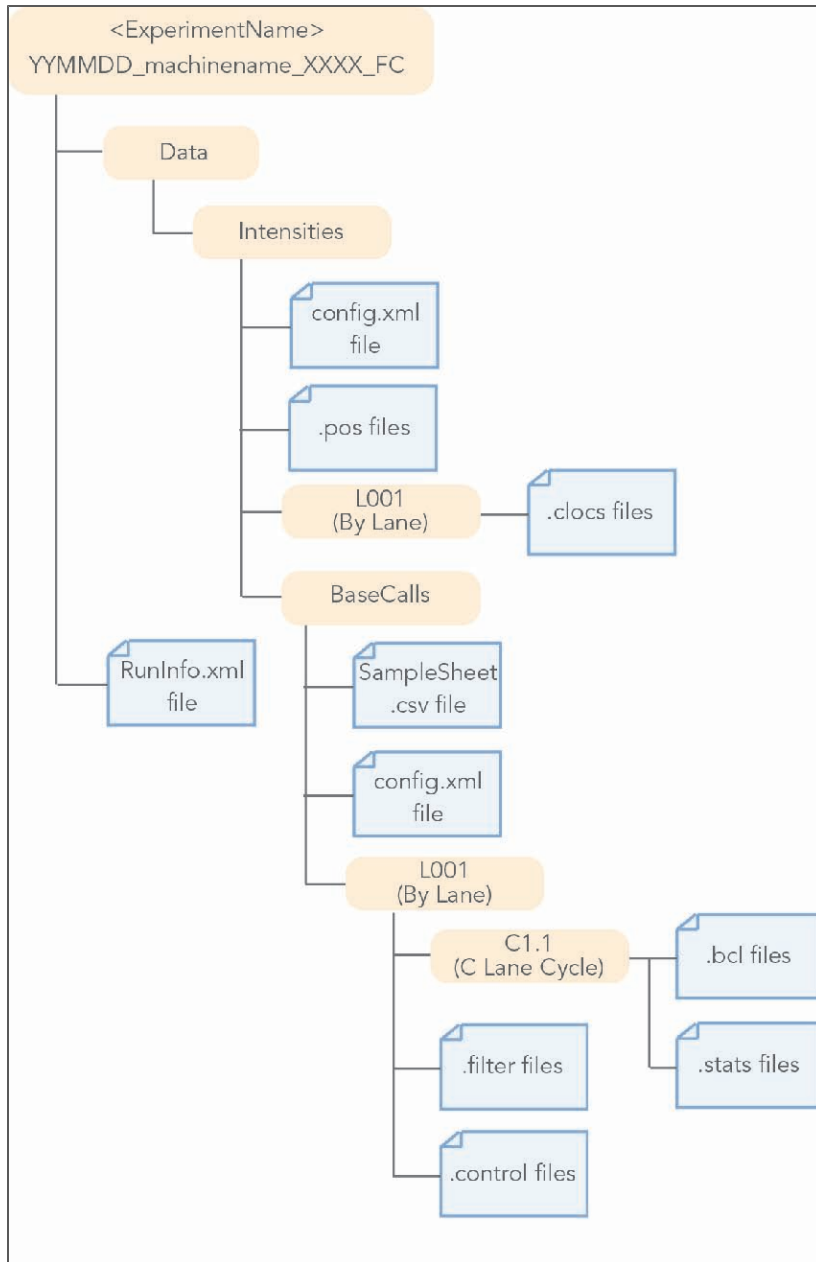 <ExperimentName>
YYMMDD_machinename_XXXX_FC
Data
Intensities
config.xml
file
.pos files
L001
(By Lane)
.clocs files
BaseCalls
RunInfo.xml
file
SampleSheet
.csv file
config.xml
file
L001
(By Lane)
C1.1
(C Lane Cycle)
.bcl files
.filter files
.stats files
.control files